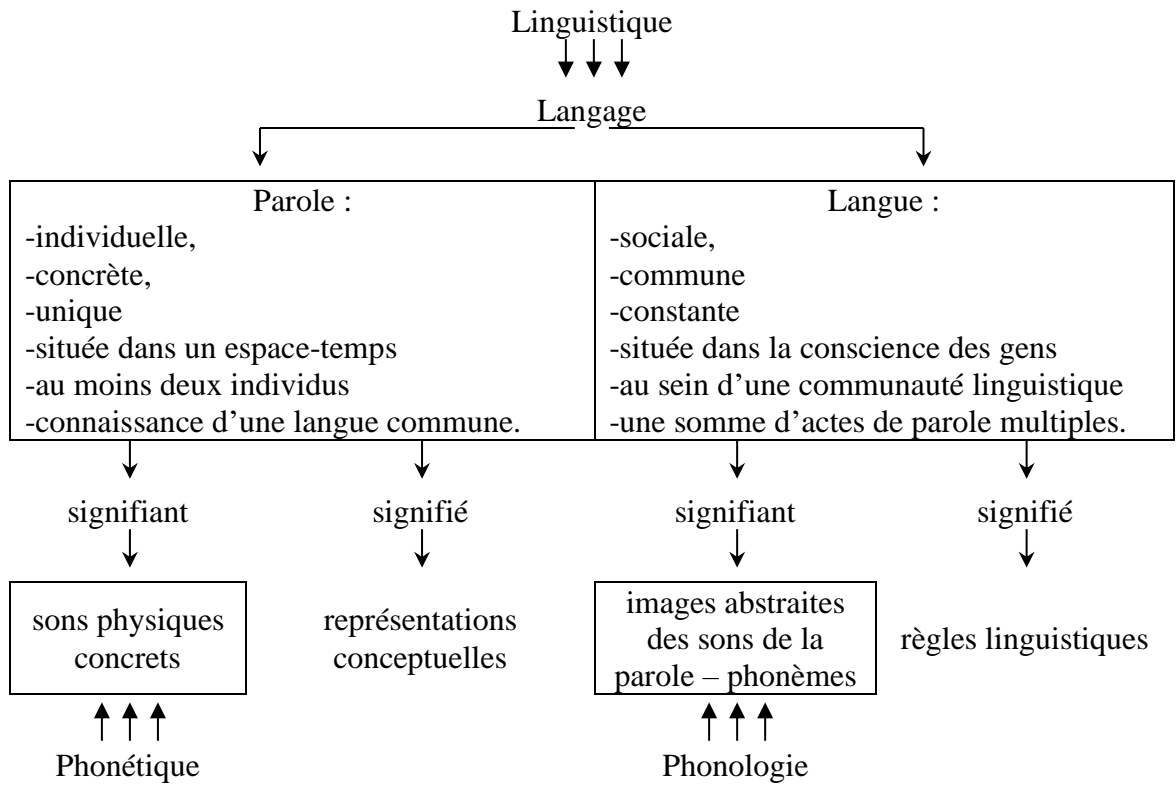 Linguistique
Langage
Parole :
-individuelle,
-concrète,
-unique
-située dans un espace-temps
-au moins deux individus
-connaissance d’une langue commune.
Langue :
-sociale,
-commune
-constante
-située dans la conscience des gens
-au sein d’une communauté linguistique
-une somme d’actes de parole multiples.
signifiant
signifié
signifiant
signifié
sons physiques
concrets
représentations
conceptuelles
images abstraites
des sons de la
parole – phonèmes
règles linguistiques
Phonétique
Phonologie